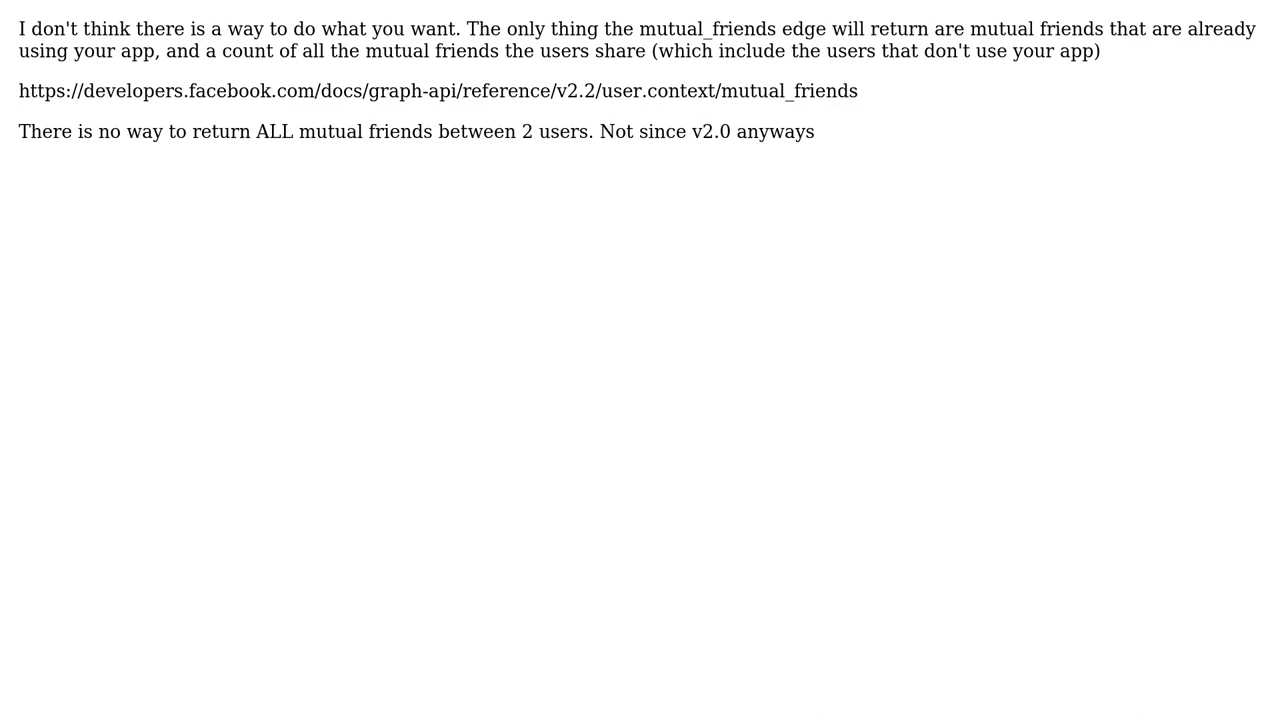 I don't think there is a way to do what you want. The only thing the mutual_friends edge will return are mutual friends that are already
using your app, and a count of all the mutual friends the users share (which include the users that don't use your app)
https://developers.facebook.com/docs/graph-api/reference/v2.2/user.context/mutual_friends
There is no way to return ALL mutual friends between 2 users. Not since v2.0 anyways